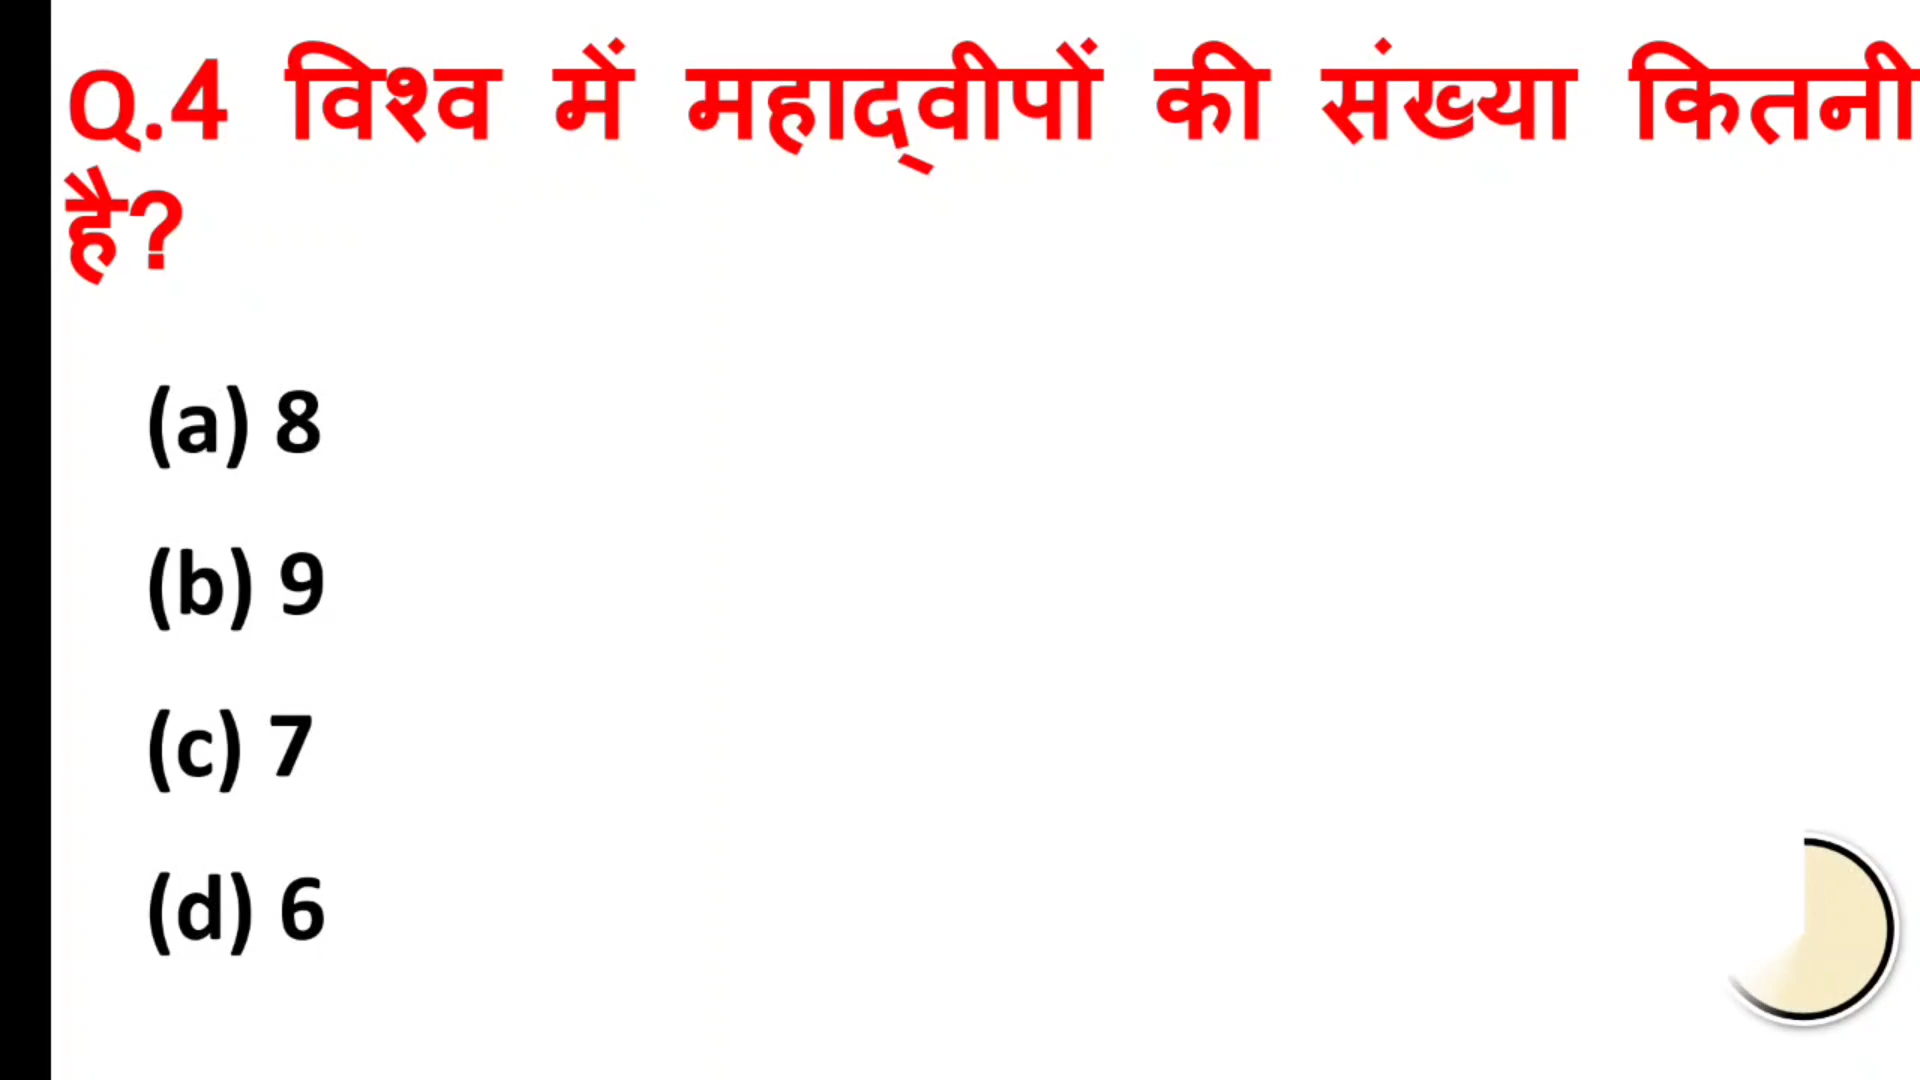 Q.4 विश्व में महाद्वीपों की संख्या कितनी
है?
(a) 8
(b) 9
(c) 7
(d) 6